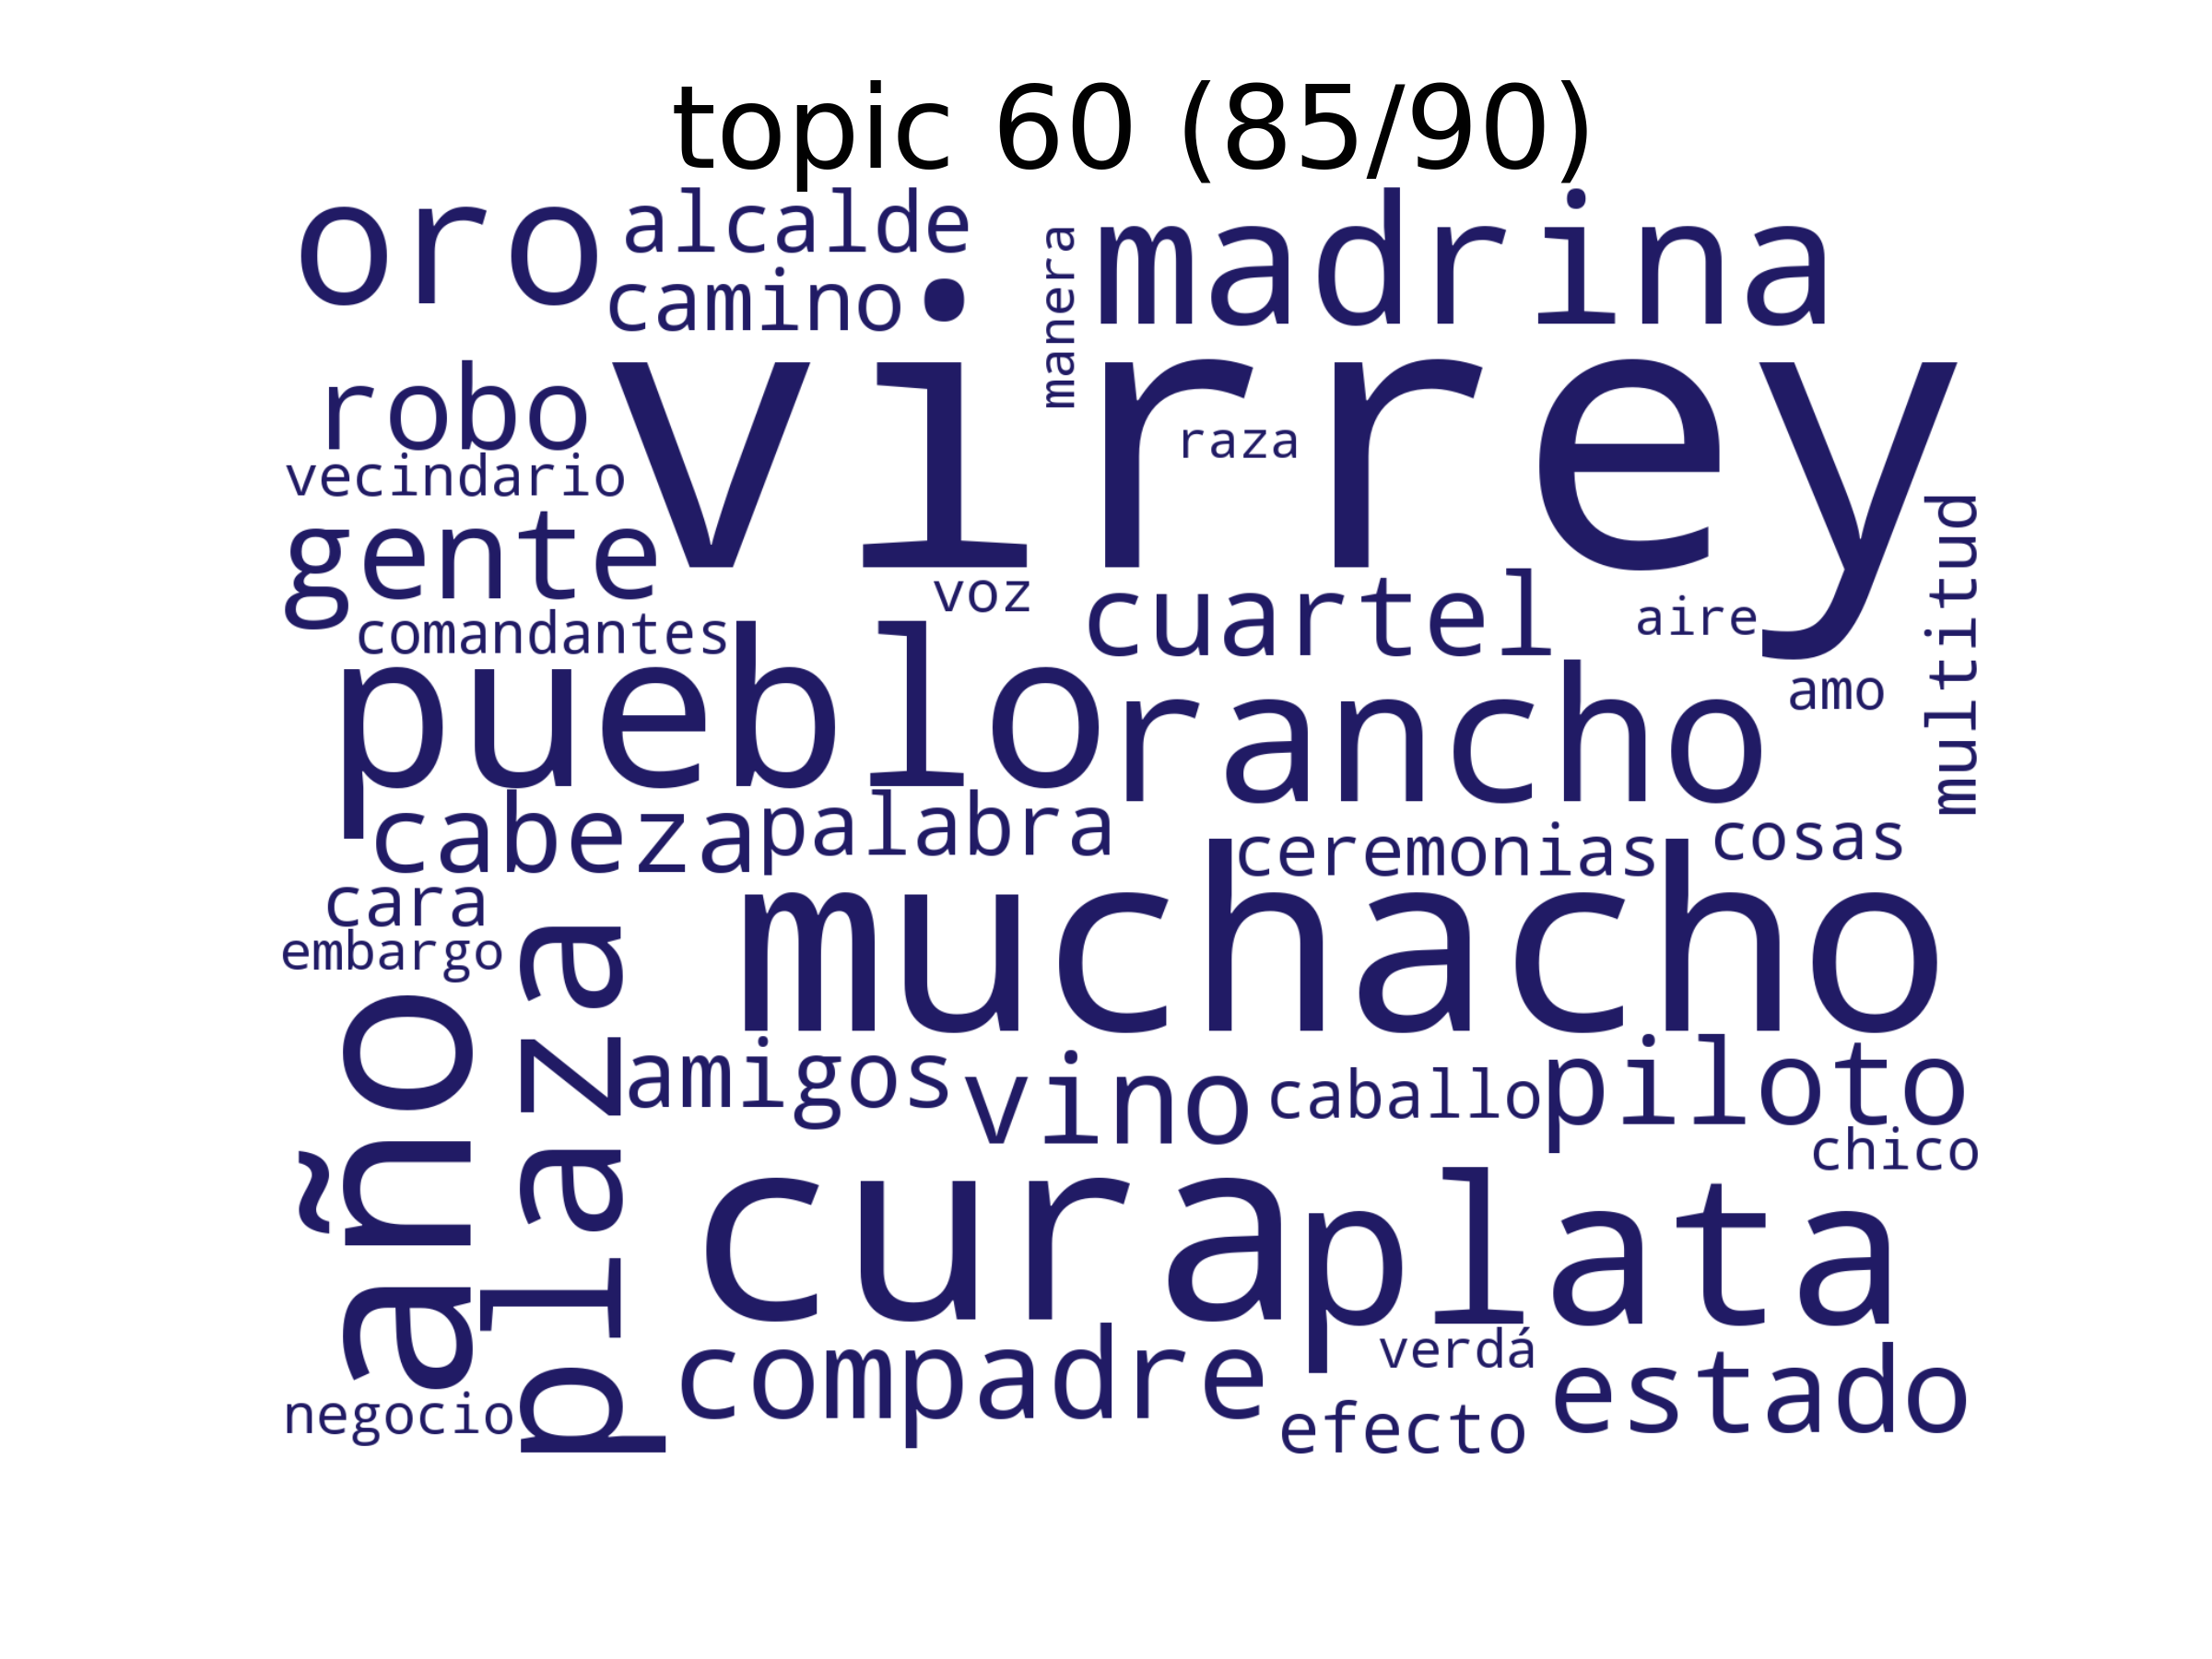 topic 60 (85/90)
oro
alcalde
camino
manera
madrina
virrey
robo
raza
vecindario
gente
voz
cuartel
aire
multitud
comandantes
pueblo
rancho
amo
cabeza
palabra
ceremonias
cosas
cara
embargo
muchacho
año
plaza
amigos
vino
caballo
piloto
chico
cura
plata
compadre
verdá
estado
negocio
efecto